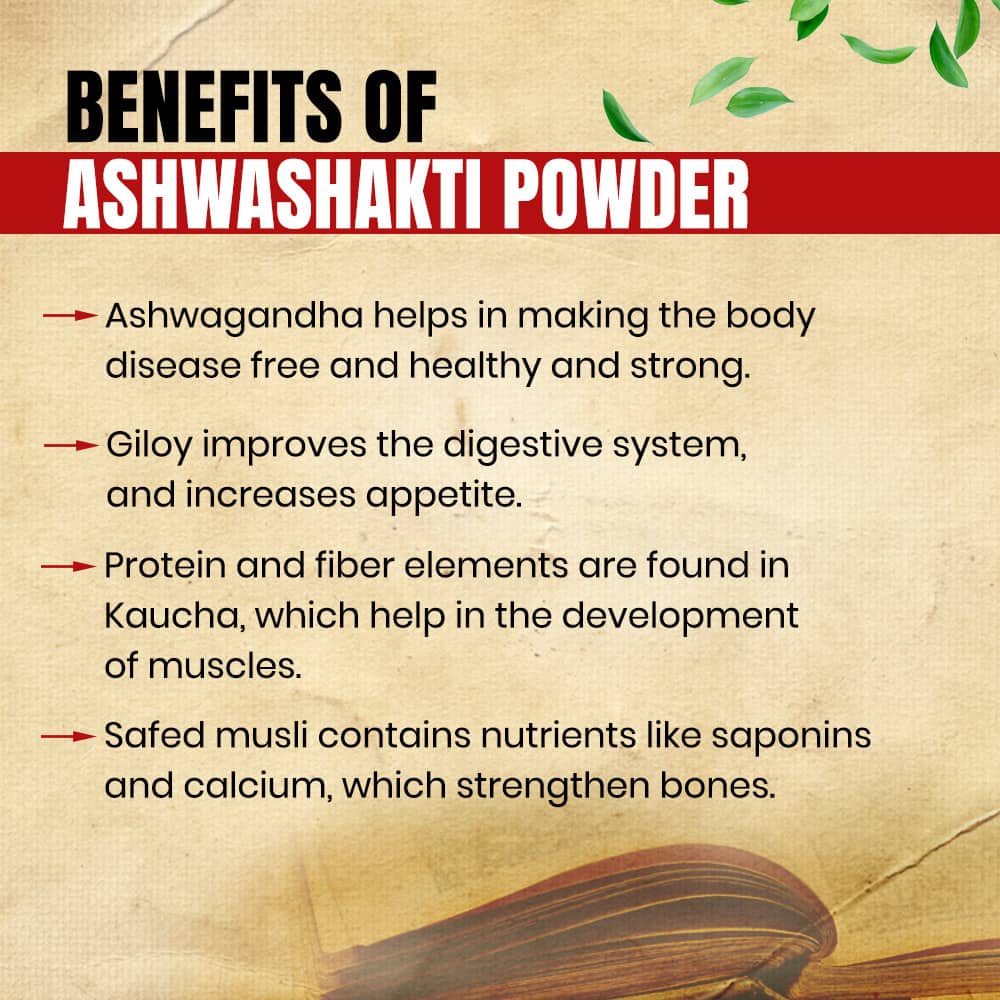 BENEFITS OF
ASHWASHAKTI POWDER
Ashwagandha helps in making the body
disease free and healthy and strong.
Giloy improves the digestive system,
and increases appetite.
Protein and fiber elements are found in
Kaucha, which help in the development
of muscles.
Safed musli contains nutrients like saponins
and calcium, which strengthen bones.